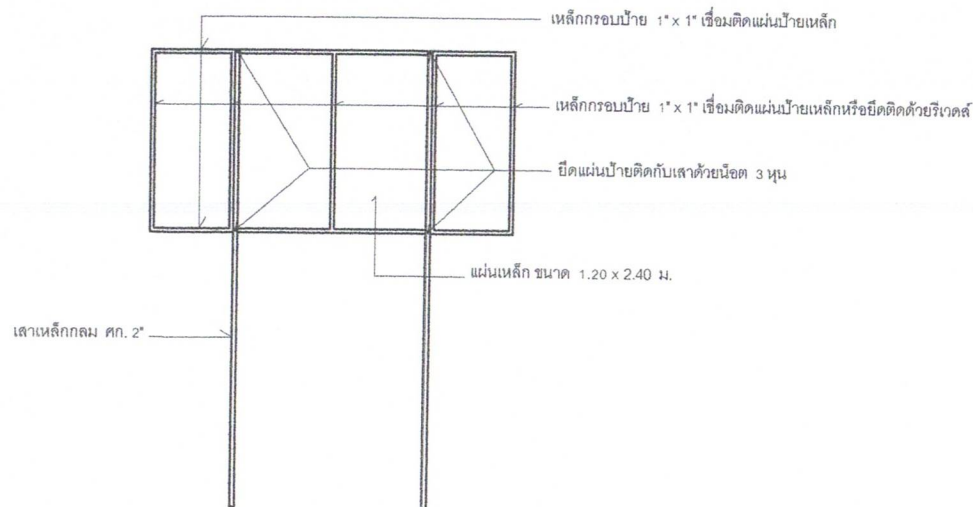 เหล็กกรอบป้าย 1" x 1" เชื่อมติดแผ่นป้ายเหล็ก
เหล็กกรอบป้าย 1" x 1" เชื่อมติดแผ่นป้ายเหล็กหรือยึดติดด้วยรีเวตส์
ยึดแผ่นป้ายติดกับเสาด้วยน็อต 3 หุน
แผ่นเหล็ก ขนาด 1.20 x 2.40 ม.
เสาเหล็กกลม ศก. 2"